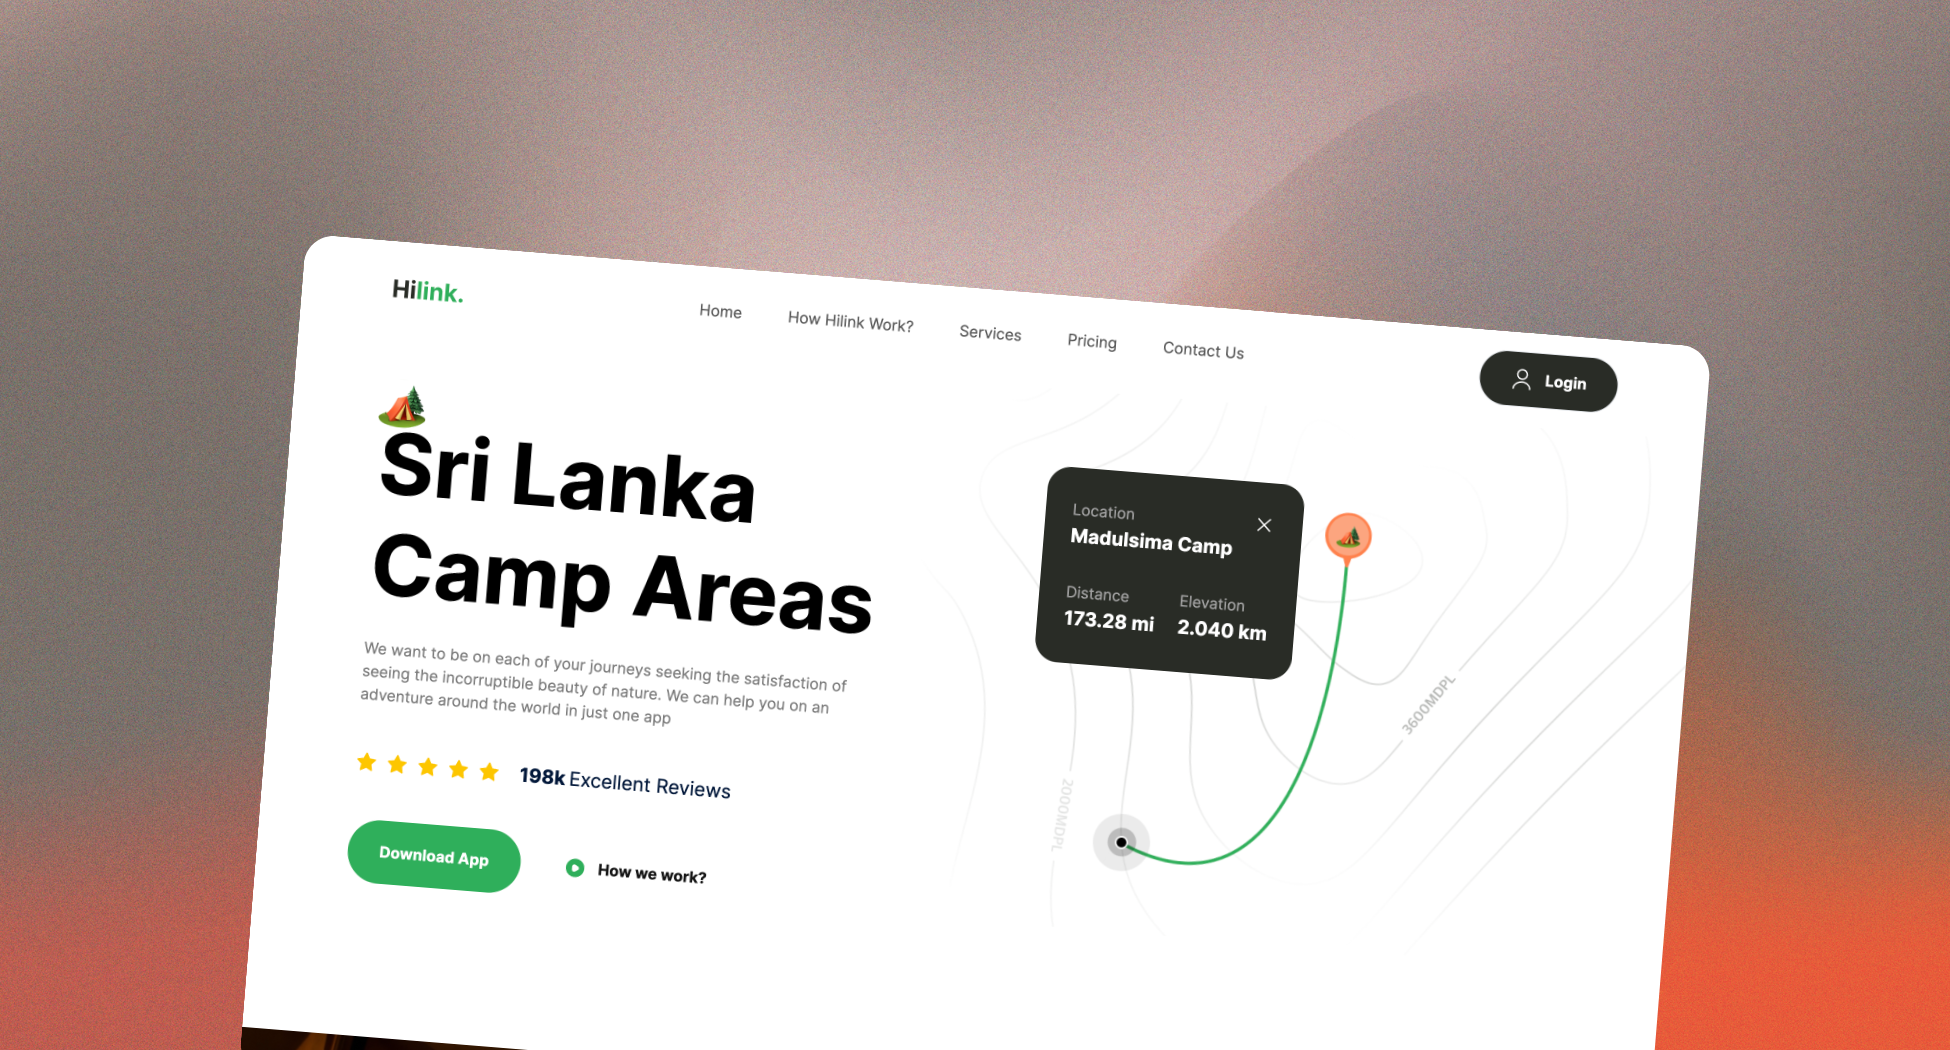 Hilink.
Home
How Hilink Work?
Services
Pricing
Contact Us
Login
Sri Lanka
Camp Areas
We want to be on each of your journeys seeking the satisfaction of
seeing the incorruptible beauty of nature. We can help you on an
adventure around the world in just one app
198k Excellent Reviews
Download App
How we work?
Location
Madulsima Camp
Distance
173.28 mi
Elevation
2.040 km
3600MDPL
2000MDPL